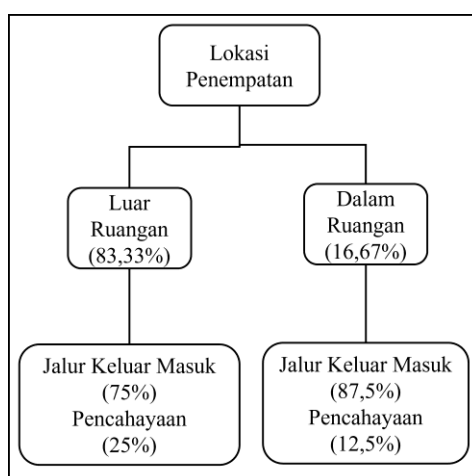 Lokasi
Penempatan
Luar
Ruangan
(83,33%)
Dalam
Ruangan
(16,67%)
Jalur Keluar Masuk
(75%)
Pencahayaan
(25%)
Jalur Keluar Masuk
(87,5%)
Pencahayaan
(12,5%)